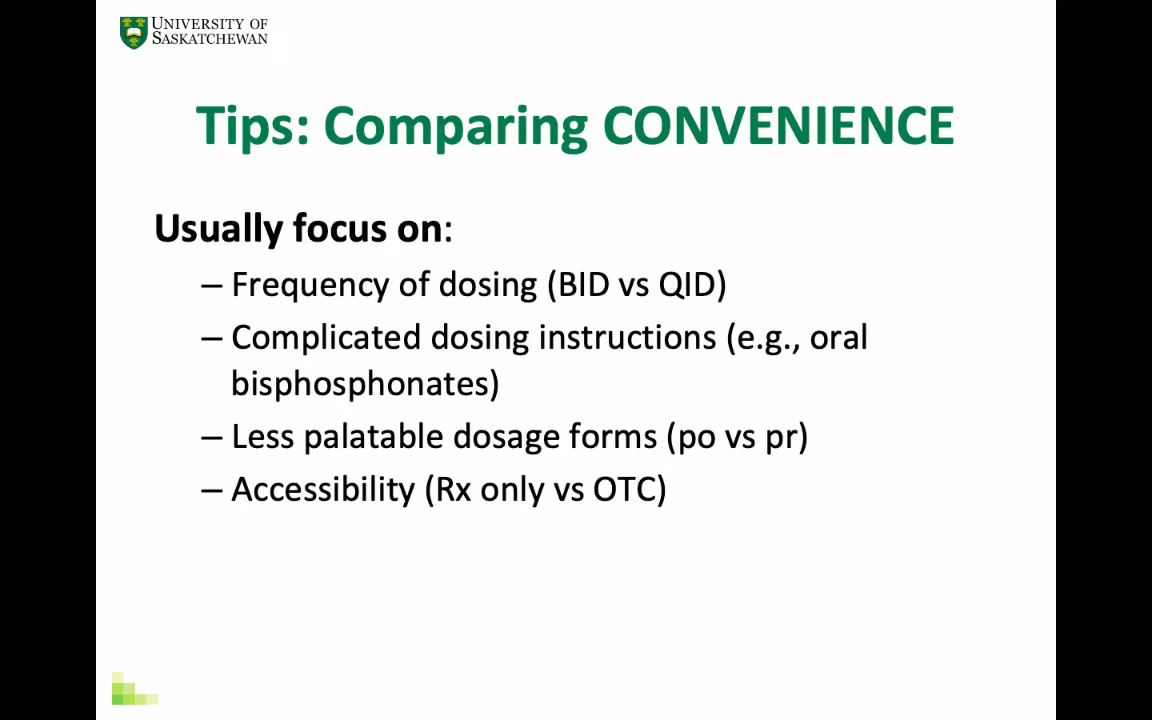 UNIVERSITY OF
SASKATCHEWAN
Tips: Comparing CONVENIENCE
Usually focus on:
– Frequency of dosing (BID vs QID)
– Complicated dosing instructions (e.g., oral
bisphosphonates)
– Less palatable dosage forms (po vs pr)
– Accessibility (Rx only vs OTC)